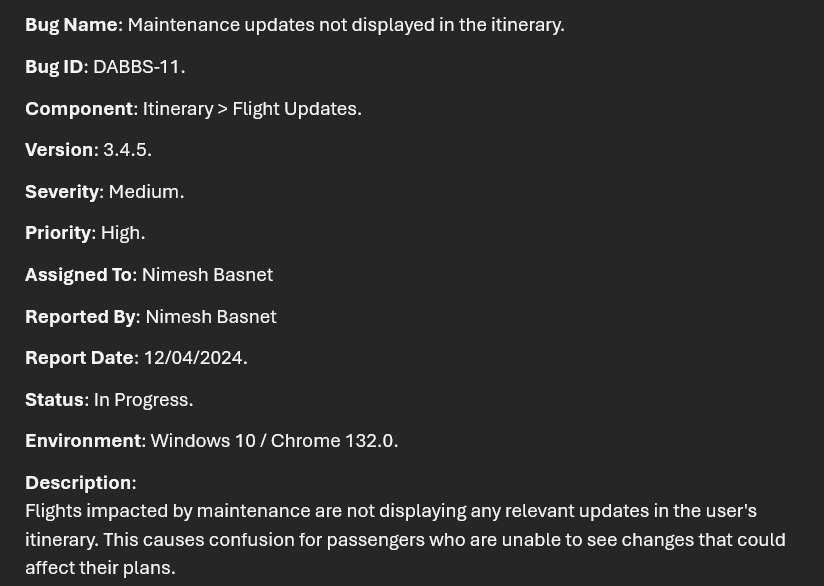 Bug Name: Maintenance updates not displayed in the itinerary.
Bug ID: DABBS-11.
Component: Itinerary > Flight Updates.
Version: 3.4.5.
Severity: Medium.
Priority: High.
Assigned To: Nimesh Basnet
Reported By: Nimesh Basnet
Report Date: 12/04/2024.
Status: In Progress.
Environment: Windows 10 / Chrome 132.0.
Description:
Flights impacted by maintenance are not displaying any relevant updates in the user's
itinerary. This causes confusion for passengers who are unable to see changes that could
affect their plans.